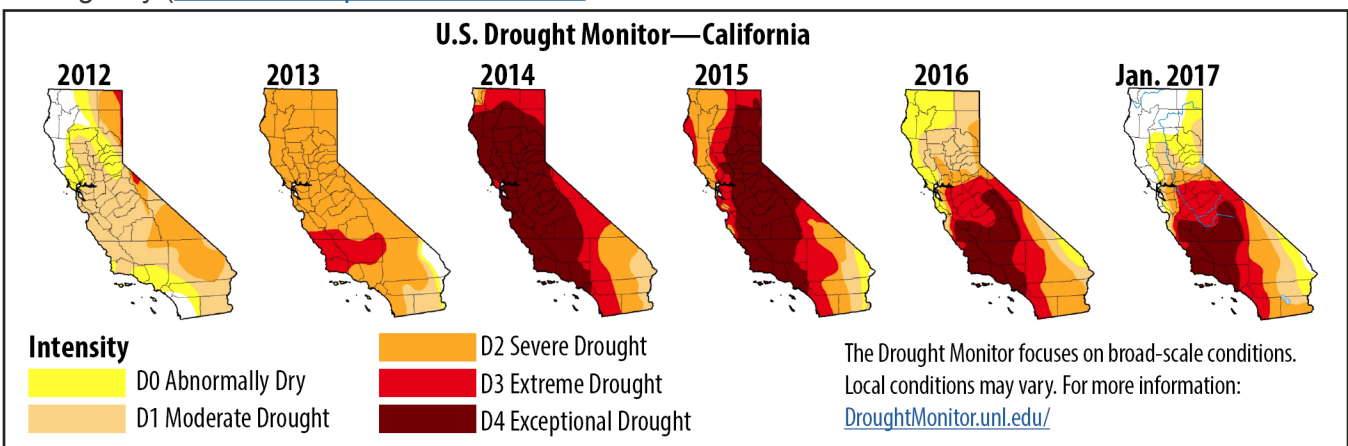 U.S. Drought Monitor—California
2012 2013 2014 2015 2016 Jan. 2017
Intensity
D0 Abnormally Dry
D1 Moderate Drought
D2 Severe Drought
D3 Extreme Drought
D4 Exceptional Drought
The Drought Monitor focuses on broad-scale conditions.
Local conditions may vary. For more information:
DroughtMonitor.unl.edu/